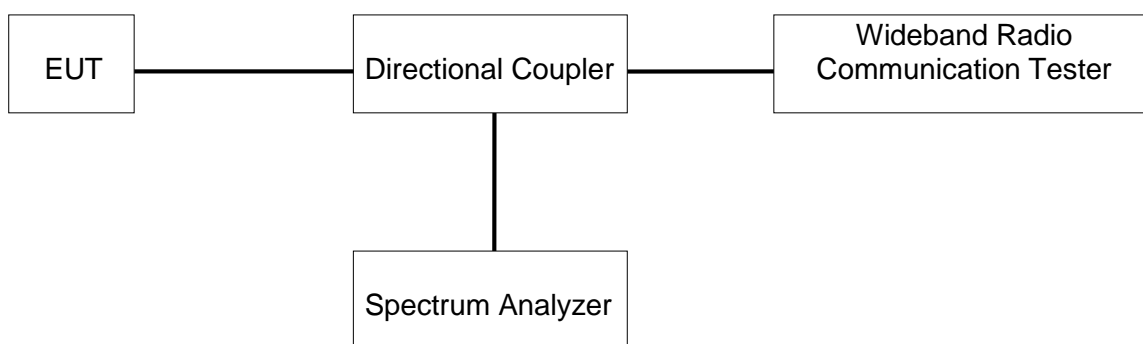 EUT
Directional Coupler
Wideband Radio
Communication Tester
Spectrum Analyzer